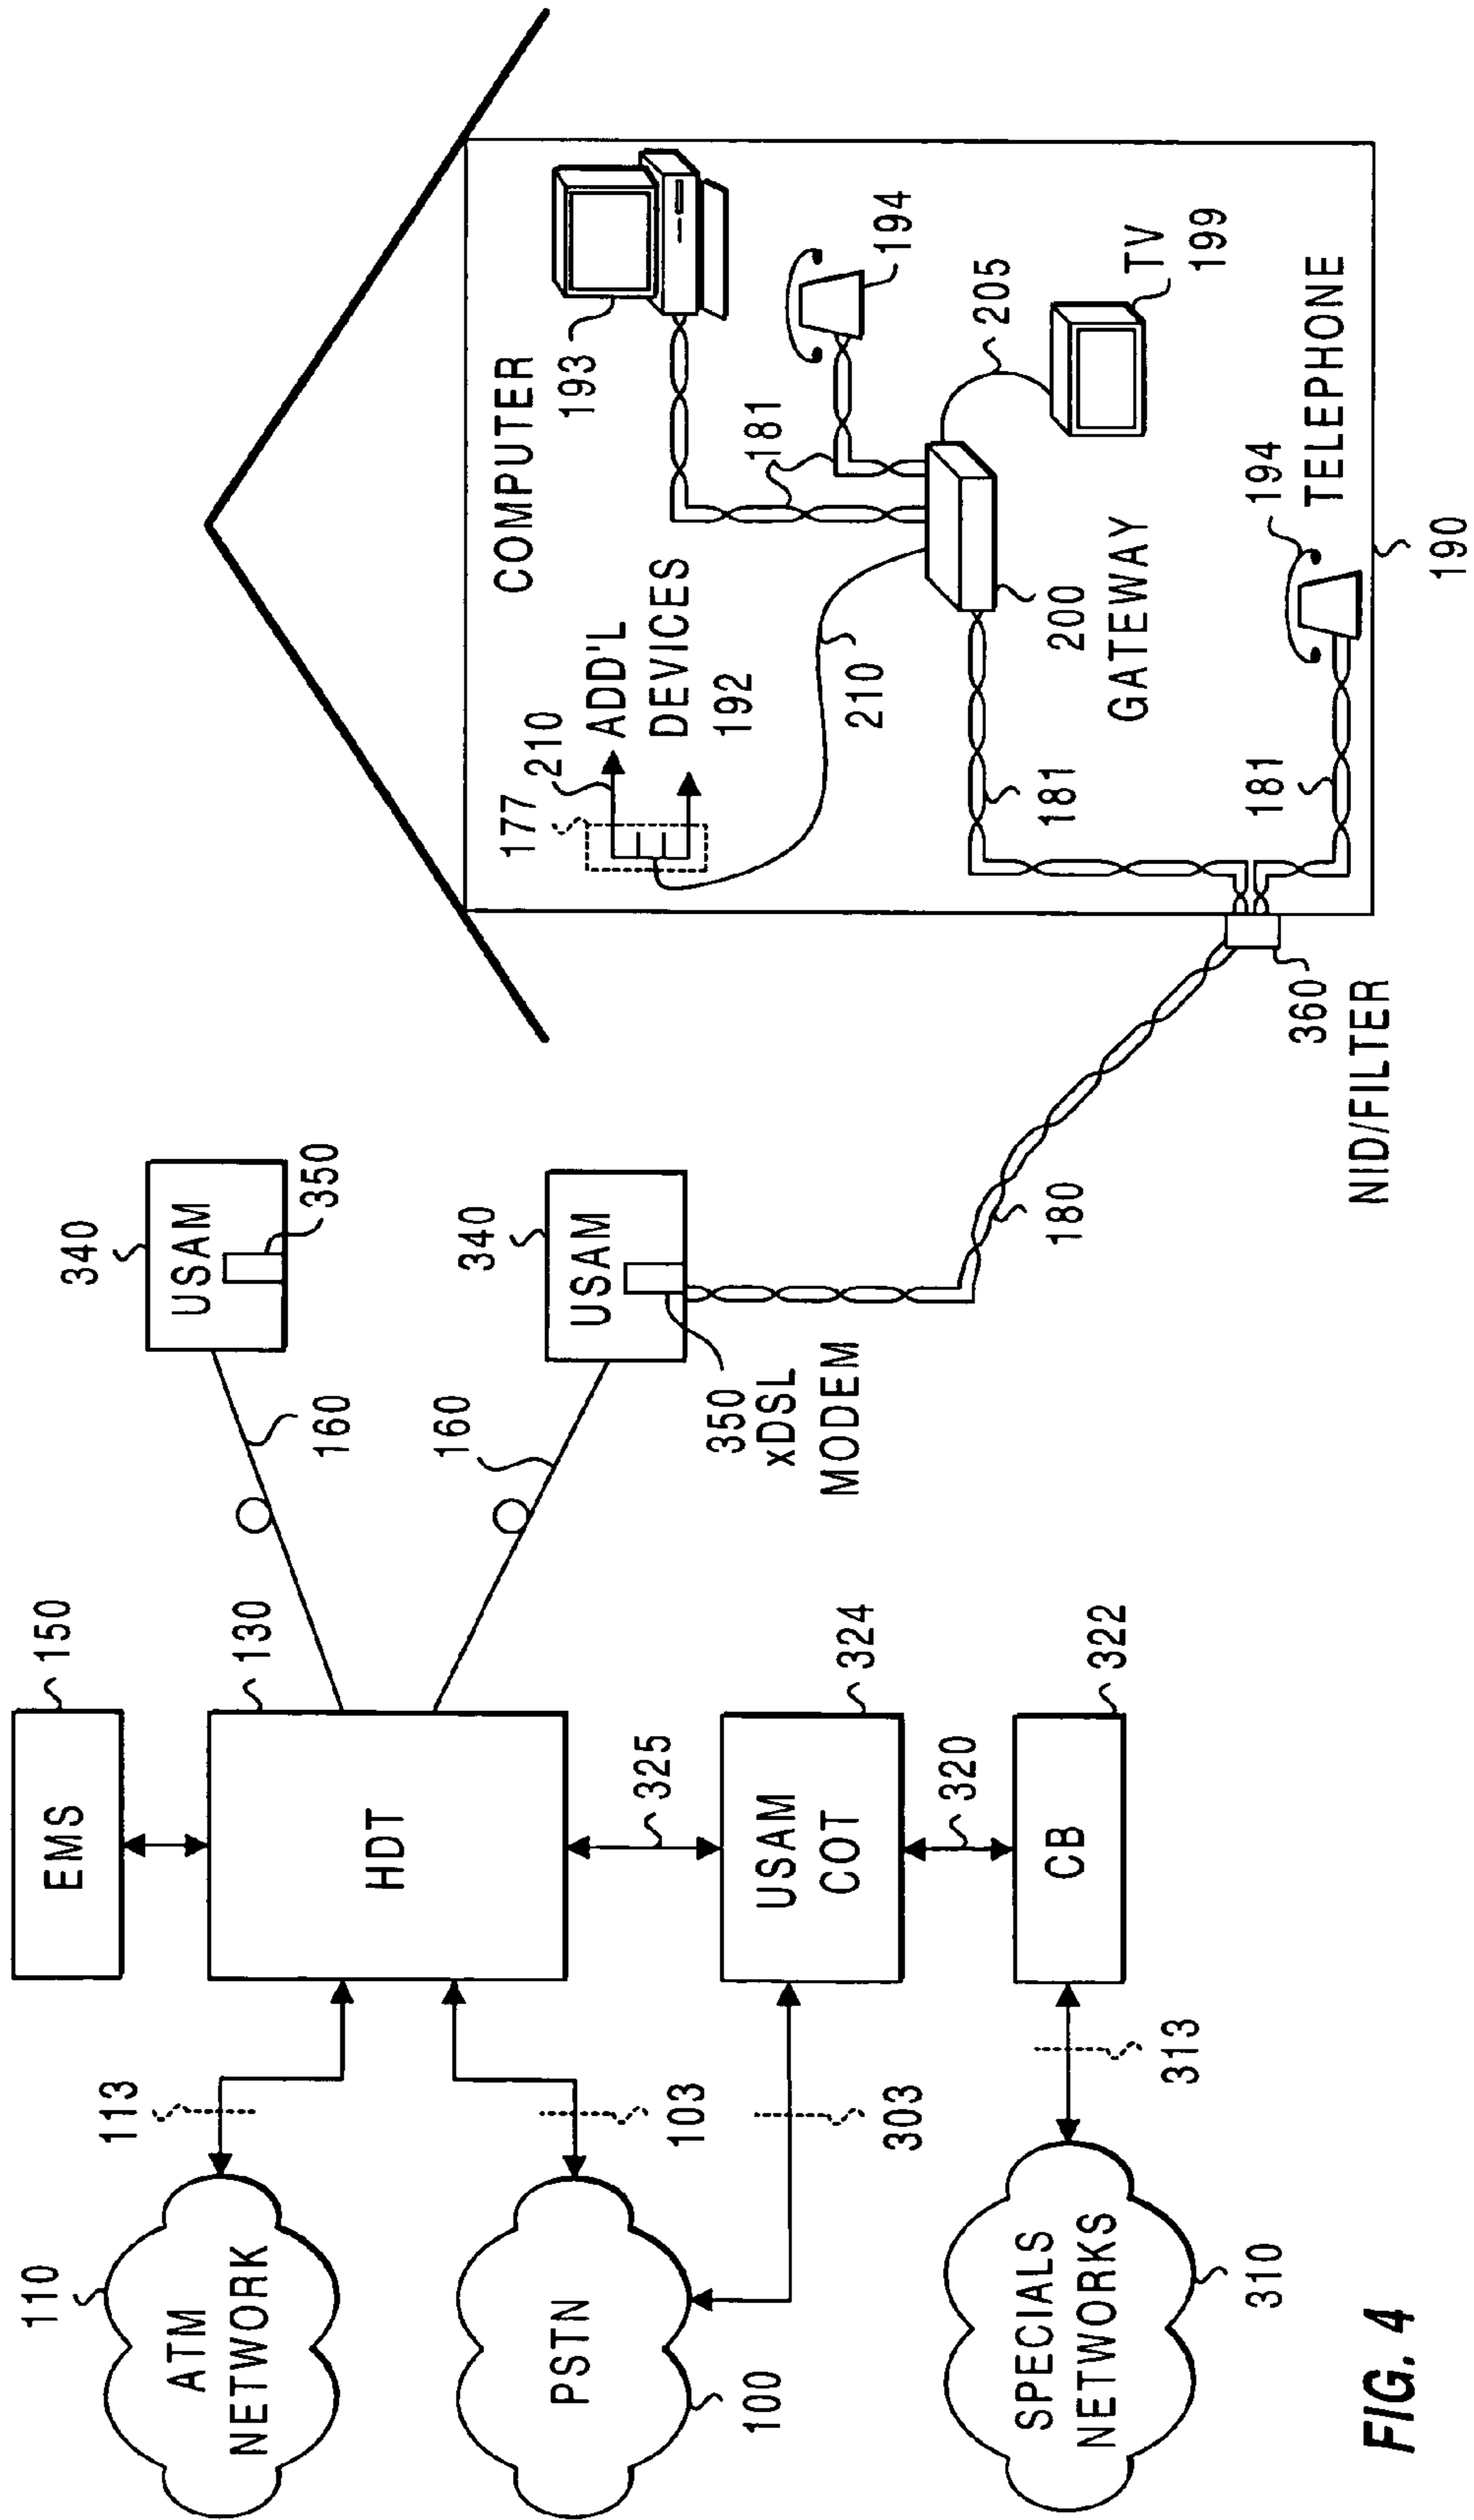 110
ATM
NETWORK
113
EMS
150
HDT
130
PSTN
100
103
303
325
USAM
COT
324
320
CB
322
SPECIALS
NETWORKS
310
313
160
160
340
USAM
350
340
USAM
350
xDSL
MODEM
180
360
NID/FILTER
177
210
ADD'L
DEVICES
192
COMPUTER
193
181
194
205
TV
199
210
200
GATEWAY
181
181
194
TELEPHONE
190
FIG. 4